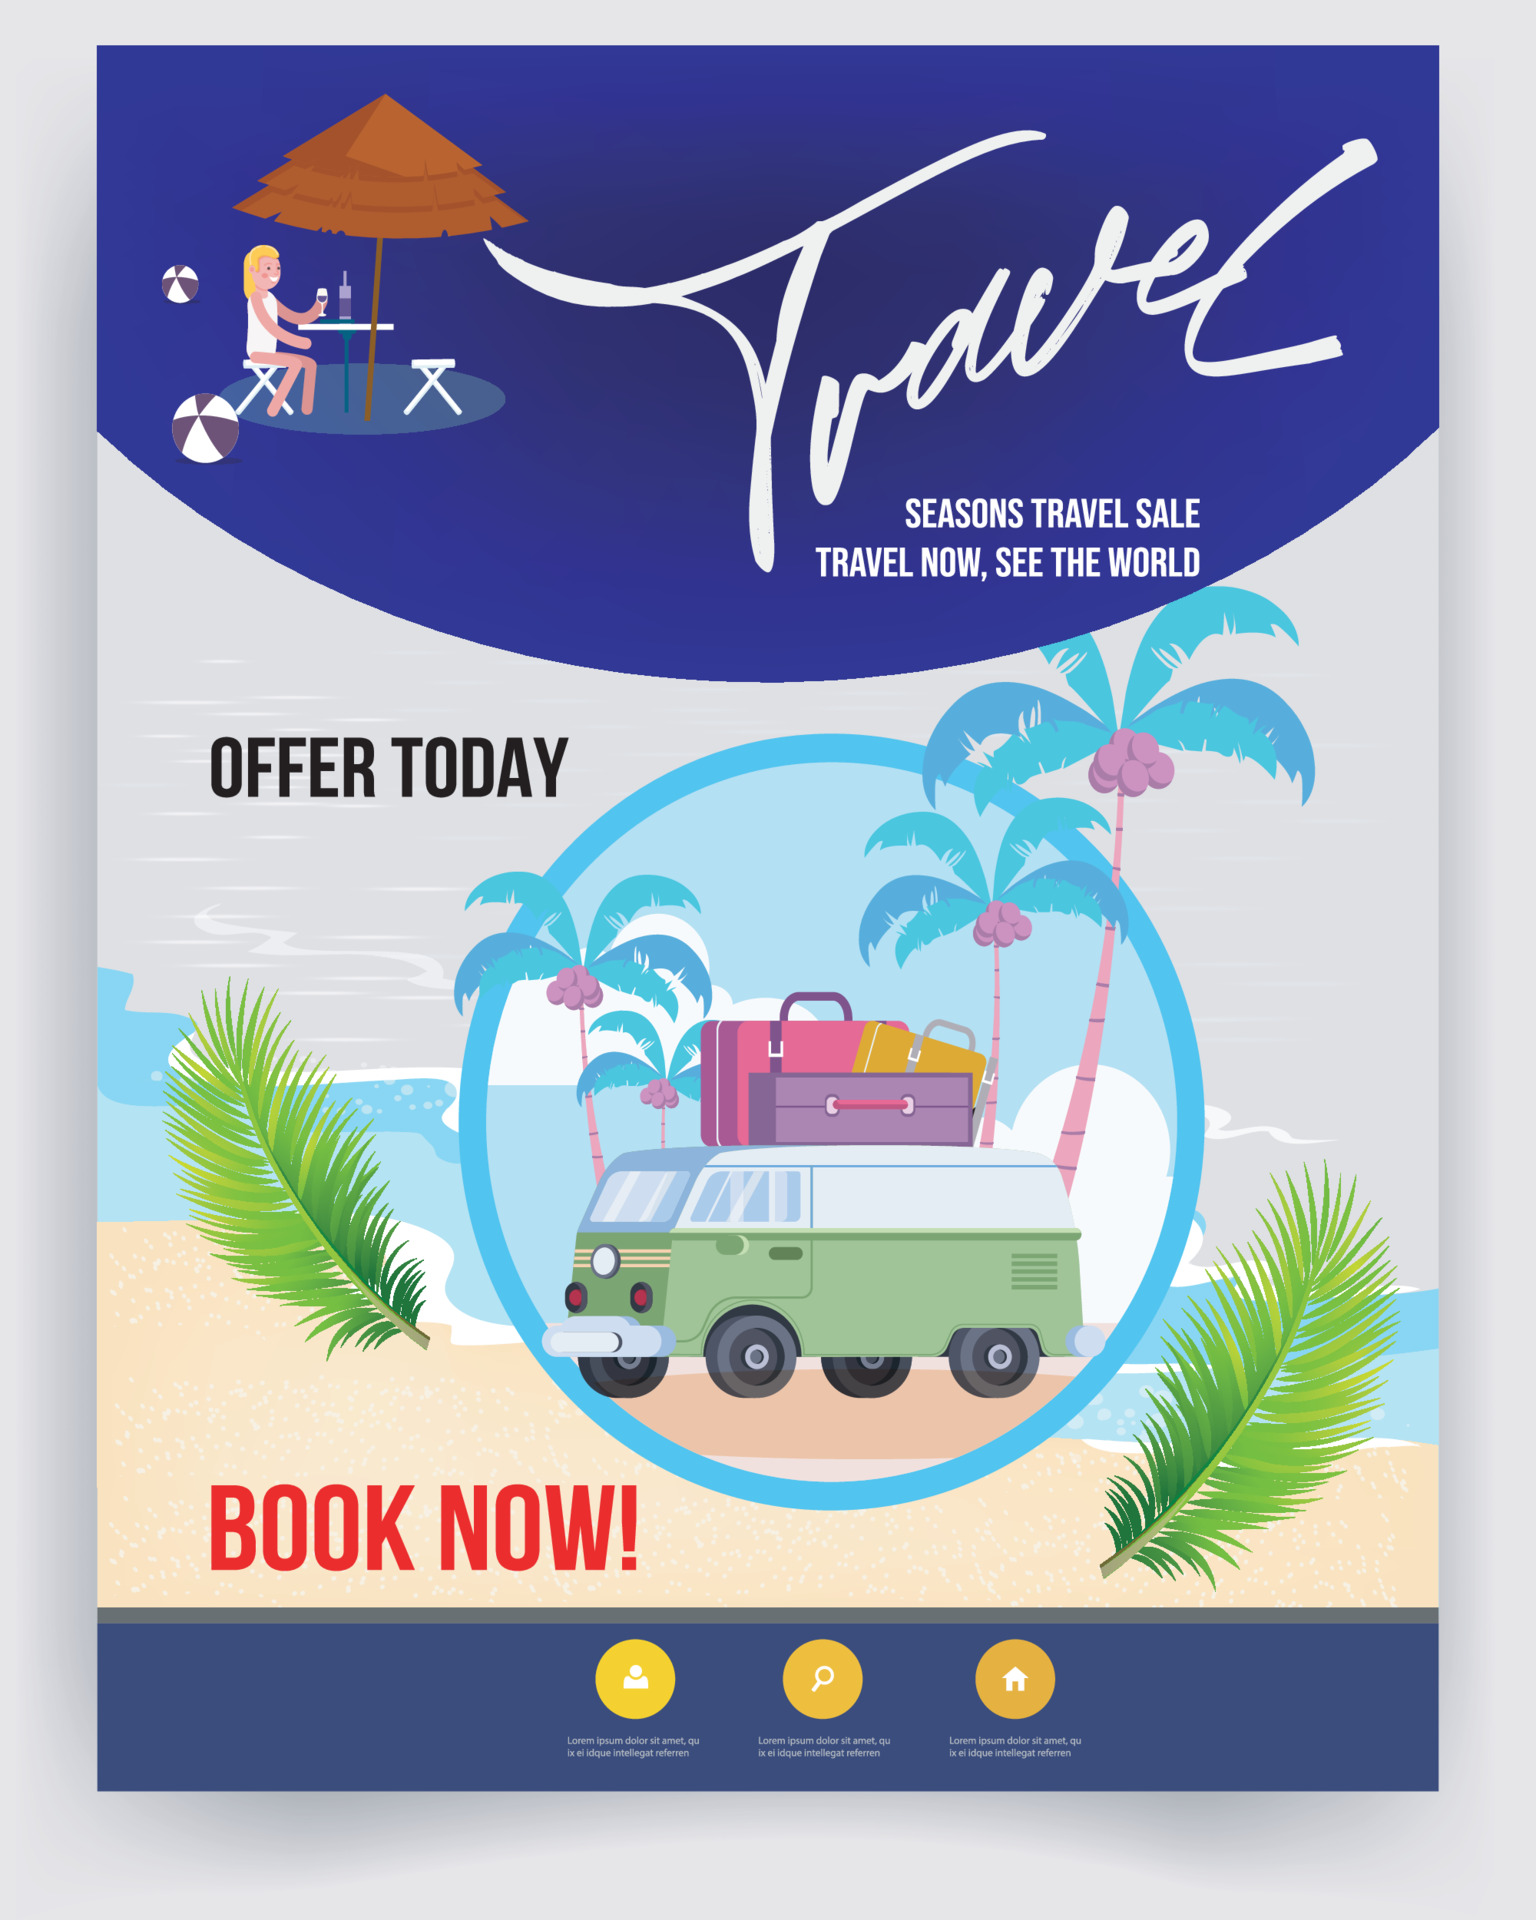 Travel
SEASONS TRAVEL SALE
TRAVEL NOW, SEE THE WORLD
OFFER TODAY
BOOK NOW!
Lorem ipsum dolor sit amet, qu
ix ei idque intellegat referren
Lorem ipsum dolor sit amet, qu
ix ei idque intellegat referren
Lorem ipsum dolor sit amet, qu
ix ei idque intellegat referren